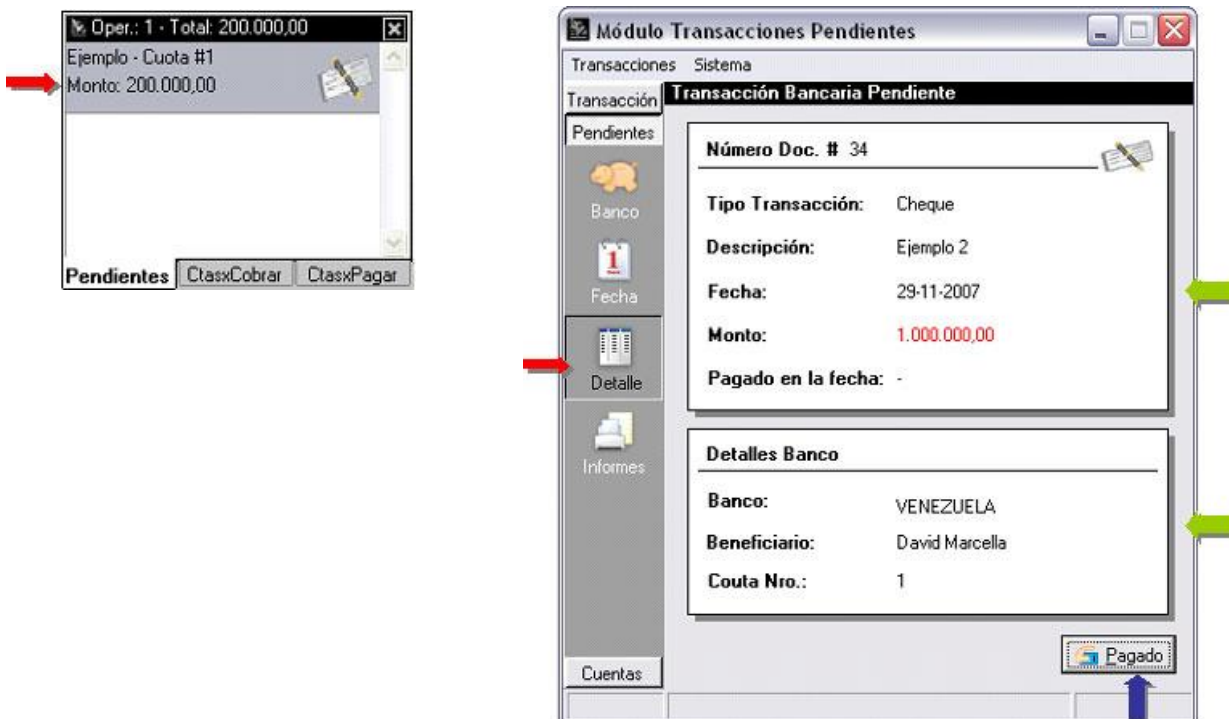 Oper.: 1 - Total: 200.000,00
Ejemplo - Cuota #1
Monto: 200.000,00
Pendientes CtasxCobrar CtasxPagar
Módulo Transacciones Pendientes
Transacciones Sistema
Transacción
Transacción Bancaria Pendiente
Pendientes
Banco
1
Fecha
Detalle
Informes
Cuentas
Número Doc. # 34
Tipo Transacción: Cheque
Descripción: Ejemplo 2
Fecha: 29-11-2007
Monto: 1.000.000,00
Pagado en la fecha: -
Detalles Banco
Banco: VENEZUELA
Beneficiario: David Marcella
Couta Nro.: 1
Pagado